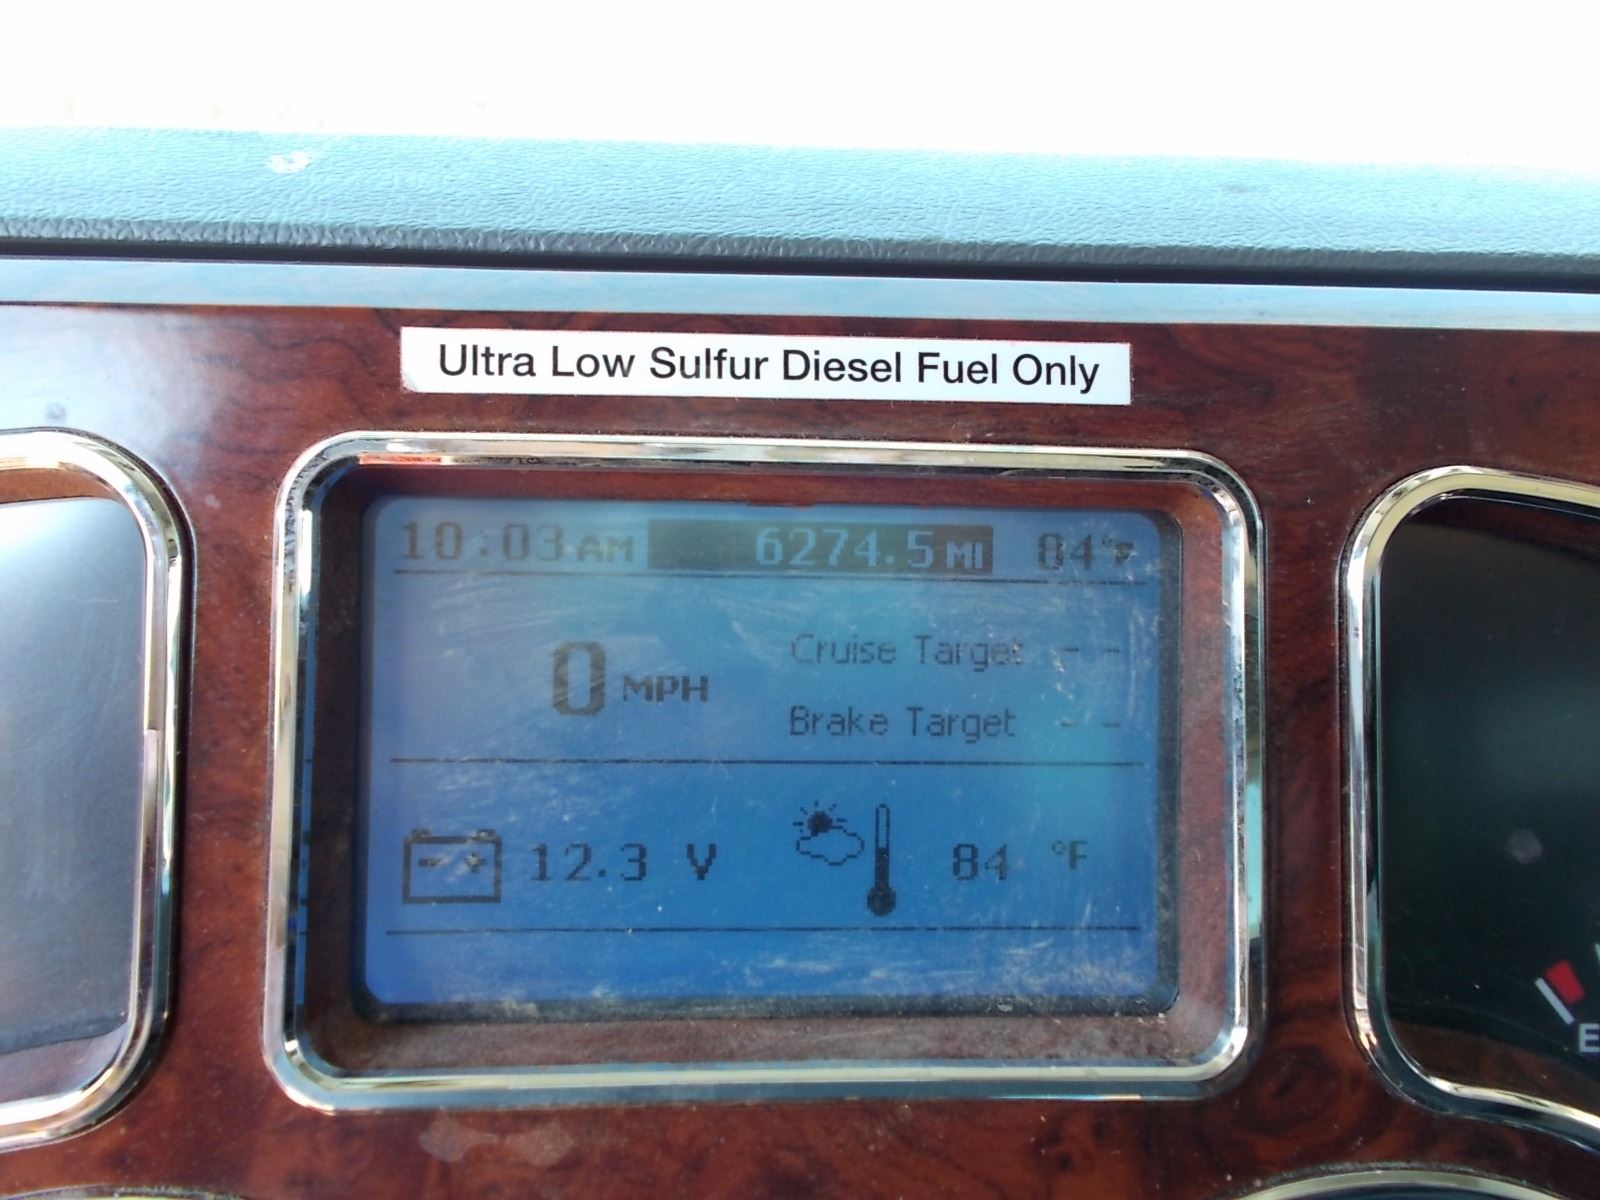 Ultra Low Sulfur Diesel Fuel Only
10:03 AM 6274.5 MI 84°F
0 MPH
Cruise Target - -
Brake Target - -
- + 12.3 V 84 °F
E